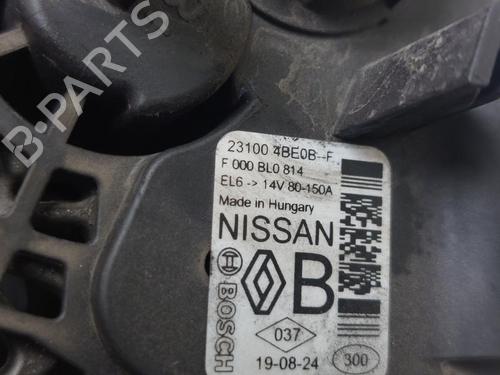 23100 4BE0B--F
F 000 BL0 814
EL6 -> 14V 80-150A
Made in Hungary
NISSAN
BOSCH
B
037
19-08-24
300
B-PARTS